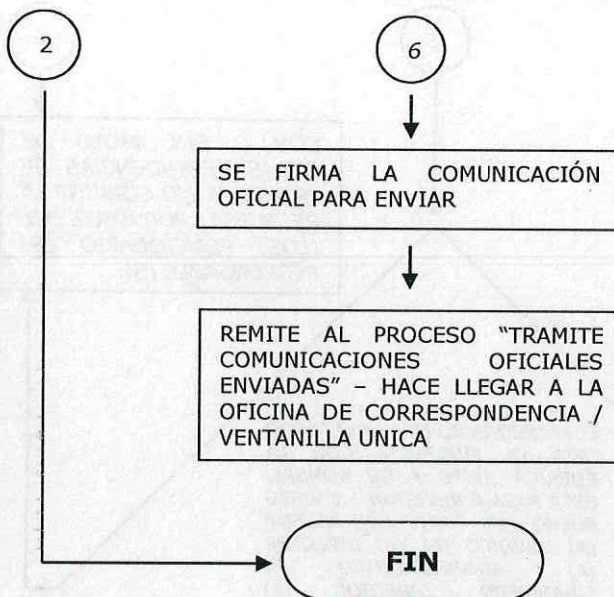 2
6
SE FIRMA LA COMUNICACIÓN
OFICIAL PARA ENVIAR
REMITE AL PROCESO “TRAMITE
COMUNICACIONES OFICIALES
ENVIADAS” – HACE LLEGAR A LA
OFICINA DE CORRESPONDENCIA /
VENTANILLA UNICA
FIN